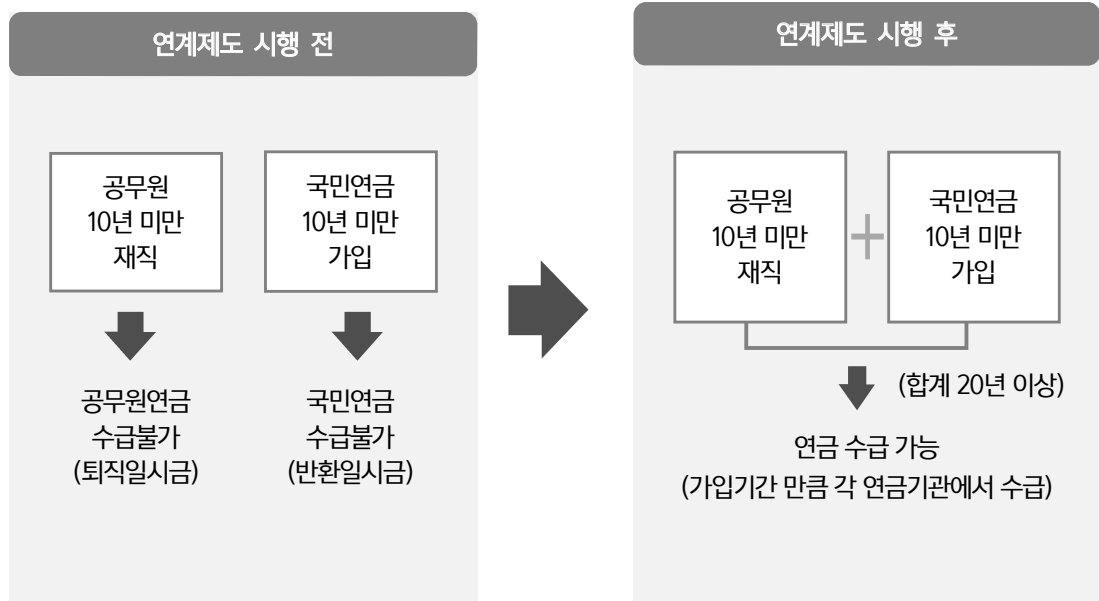 연계제도 시행 전
공무원
10년 미만
재직
국민연금
10년 미만
가입
공무원연금
수급불가
(퇴직일시금)
국민연금
수급불가
(반환일시금)
연계제도 시행 후
공무원
10년 미만
재직
+
국민연금
10년 미만
가입
(합계 20년 이상)
연금 수급 가능
(가입기간 만큼 각 연금기관에서 수급)